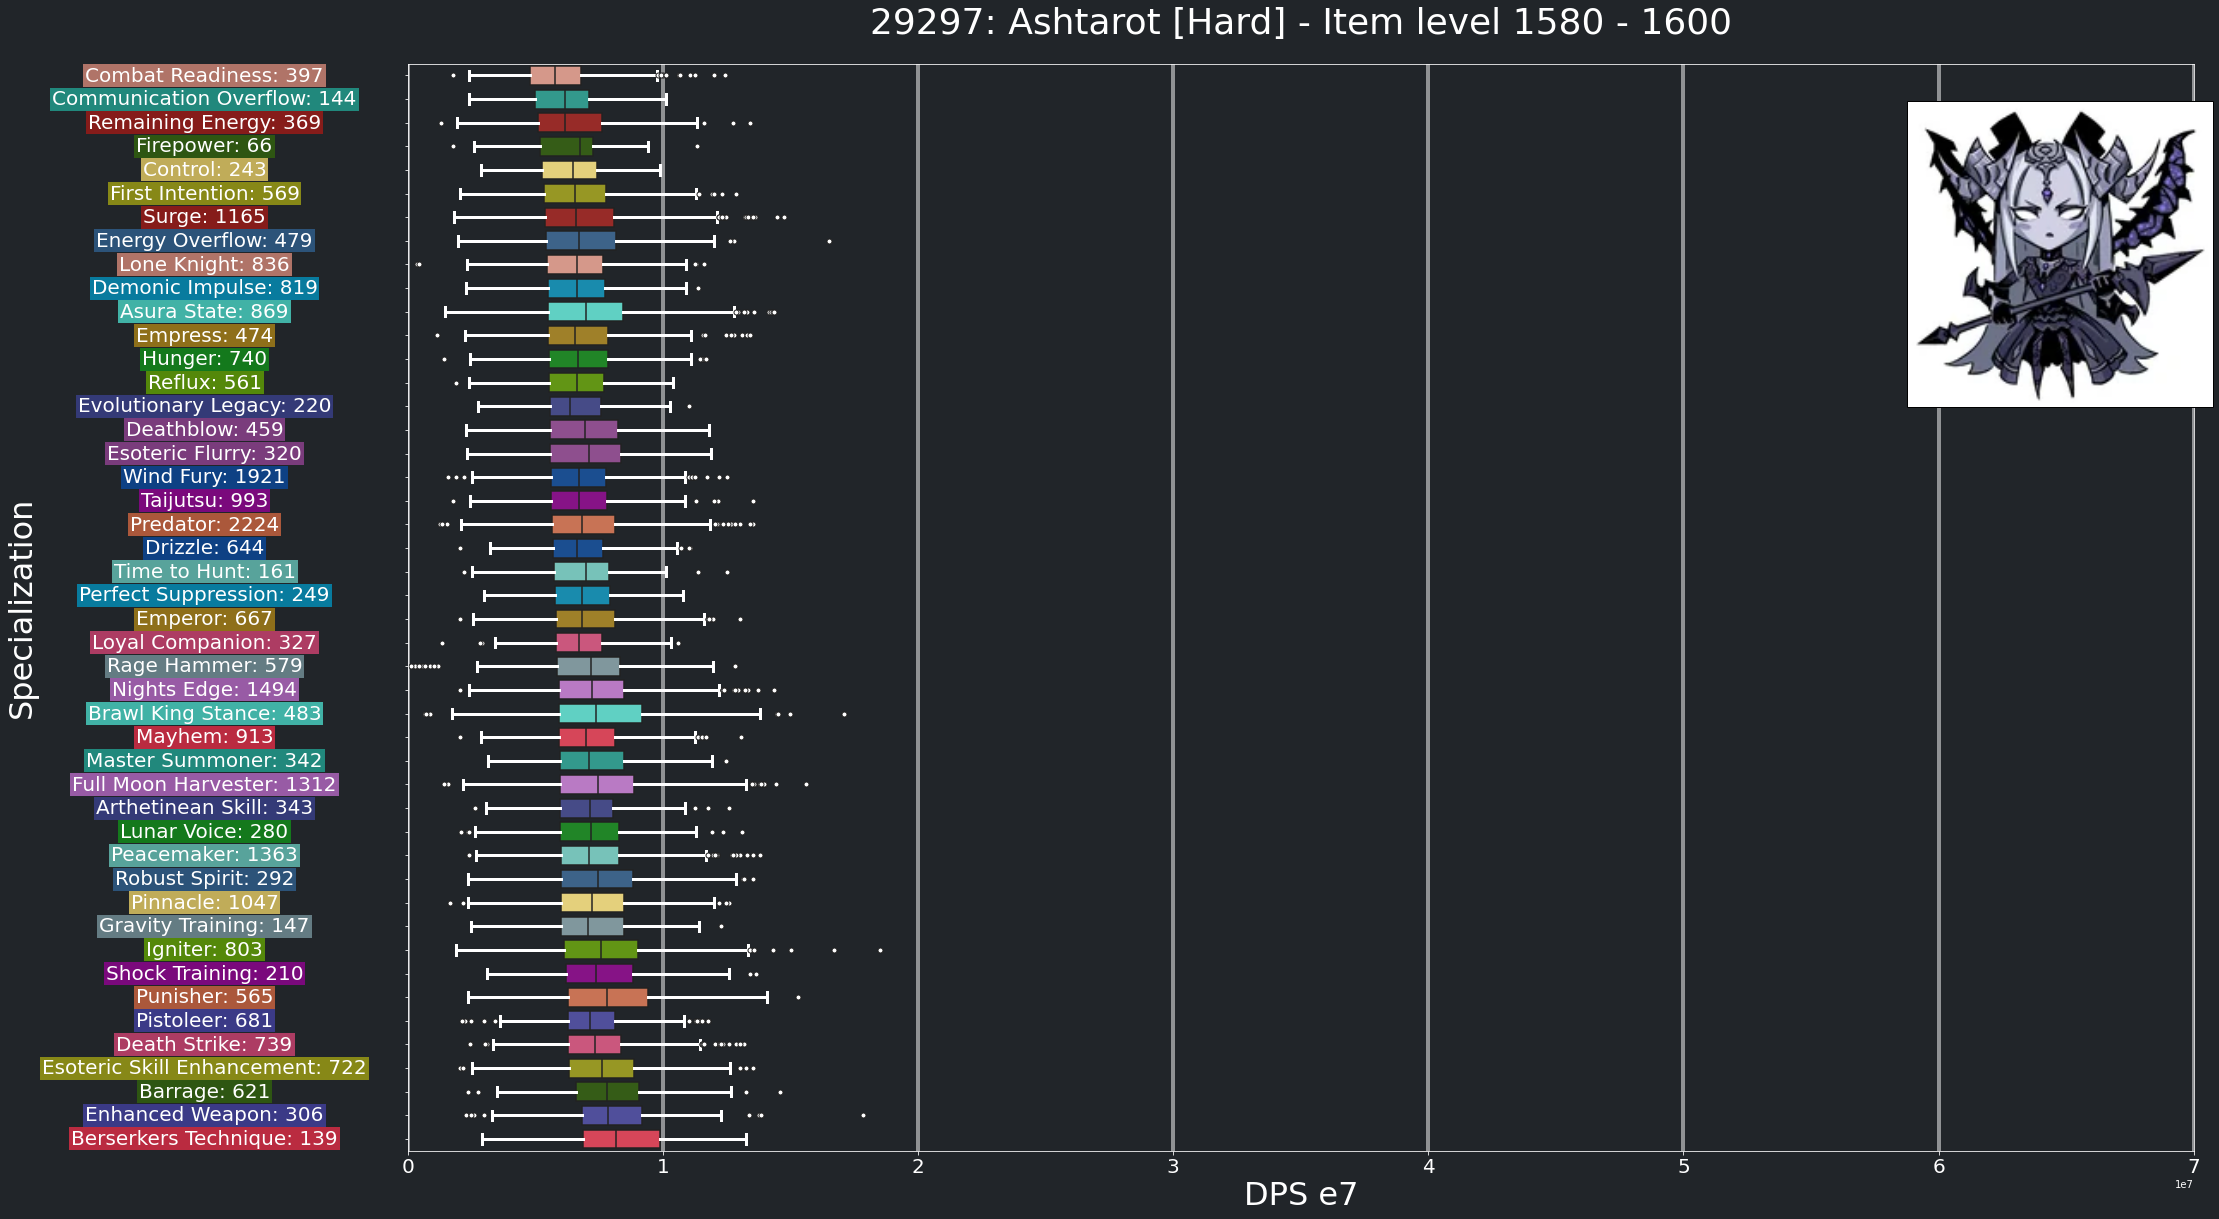 29297: Ashtarot [Hard] - Item level 1580 - 1600
Combat Readiness: 397
Communication Overflow: 144
Remaining Energy: 369
Firepower: 66
Control: 243
First Intention: 569
Surge: 1165
Energy Overflow: 479
Lone Knight: 836
Demonic Impulse: 819
Asura State: 869
Empress: 474
Hunger: 740
Reflux: 561
Evolutionary Legacy: 220
Deathblow: 459
Esoteric Flurry: 320
Wind Fury: 1921
Taijutsu: 993
Predator: 2224
Drizzle: 644
Time to Hunt: 161
Perfect Suppression: 249
Emperor: 667
Loyal Companion: 327
Rage Hammer: 579
Nights Edge: 1494
Brawl King Stance: 483
Mayhem: 913
Master Summoner: 342
Full Moon Harvester: 1312
Arthetinean Skill: 343
Lunar Voice: 280
Peacemaker: 1363
Robust Spirit: 292
Pinnacle: 1047
Gravity Training: 147
Igniter: 803
Shock Training: 210
Punisher: 565
Pistoleer: 681
Death Strike: 739
Esoteric Skill Enhancement: 722
Barrage: 621
Enhanced Weapon: 306
Berserkers Technique: 139
Specialization
0 1 2 3 4 5 6 7
1e7
DPS e7